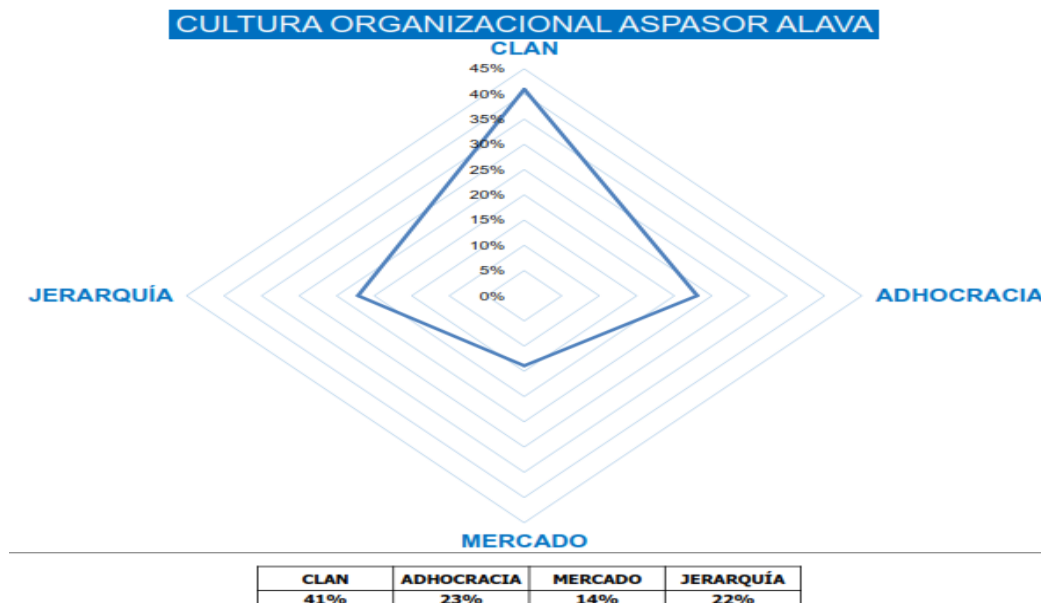 CULTURA ORGANIZACIONAL ASPASOR ALAVA
CLAN
45%
40%
35%
30%
25%
20%
15%
10%
5%
0%
JERARQUÍA
ADHOCRACIA
MERCADO
CLAN ADHOCRACIA MERCADO JERARQUÍA
41% 23% 14% 22%